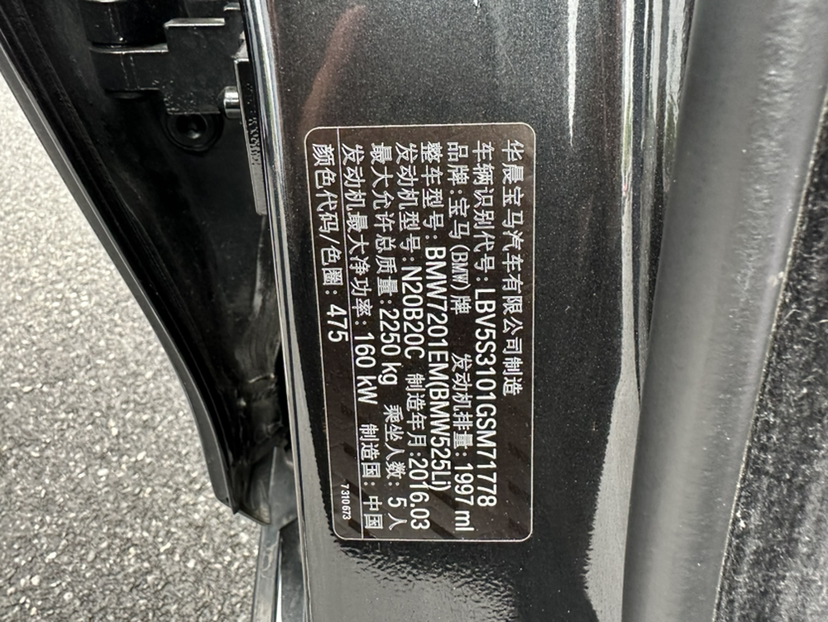 华晨宝马汽车有限公司制造
车辆识别代号: LBV5S3101GSM71778
品牌: 宝马(BMW)牌 发动机排量: 1997 ml
整车型号: BMW7201EM(BMW525Li)
发动机型号: N20B20C 制造年月: 2016.03
最大允许总质量: 2250 kg 乘坐人数: 5 人
发动机最大净功率: 160 kW 制造国: 中国
颜色代码/色圈: 475
7310673